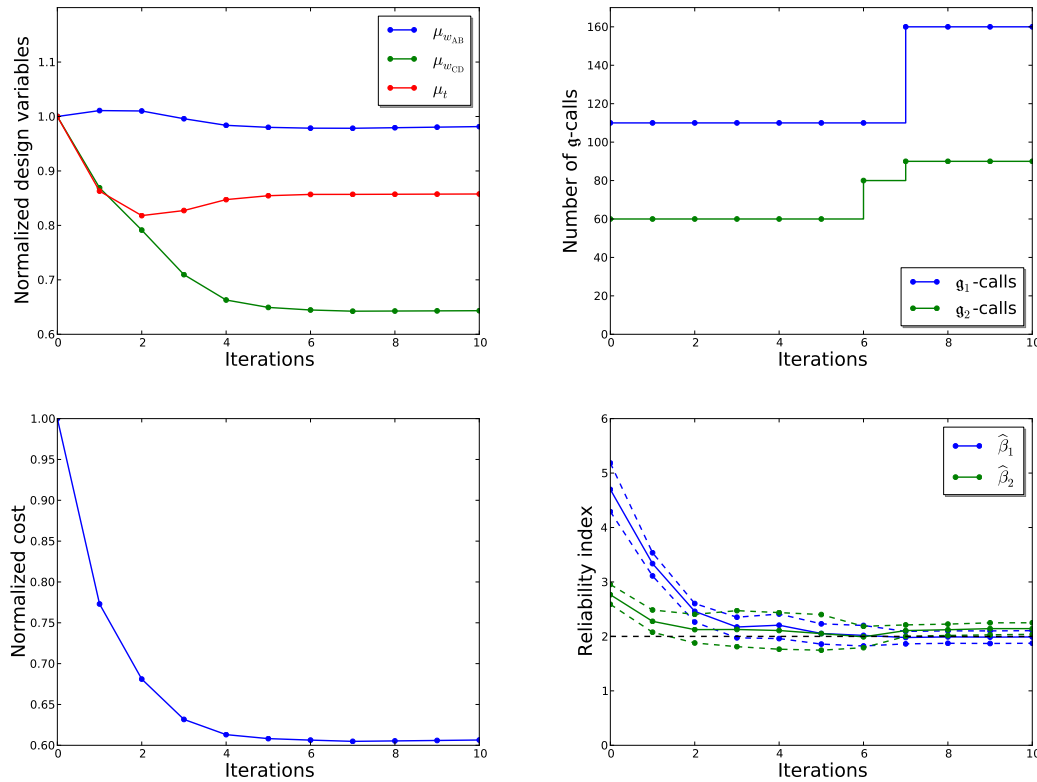 Normalized design variables
1.1
1.0
0.9
0.8
0.7
0.6
0 2 4 6 8 10
Iterations
μ_{w_{AB}}
μ_{w_{CD}}
μ_t
Number of 𝔤-calls
160
140
120
100
80
60
40
20
0
0 2 4 6 8 10
Iterations
𝔤₁-calls
𝔤₂-calls
Normalized cost
1.00
0.95
0.90
0.85
0.80
0.75
0.70
0.65
0.60
0 2 4 6 8 10
Iterations
Reliability index
6
5
4
3
2
1
0
0 2 4 6 8 10
Iterations
β̂₁
β̂₂